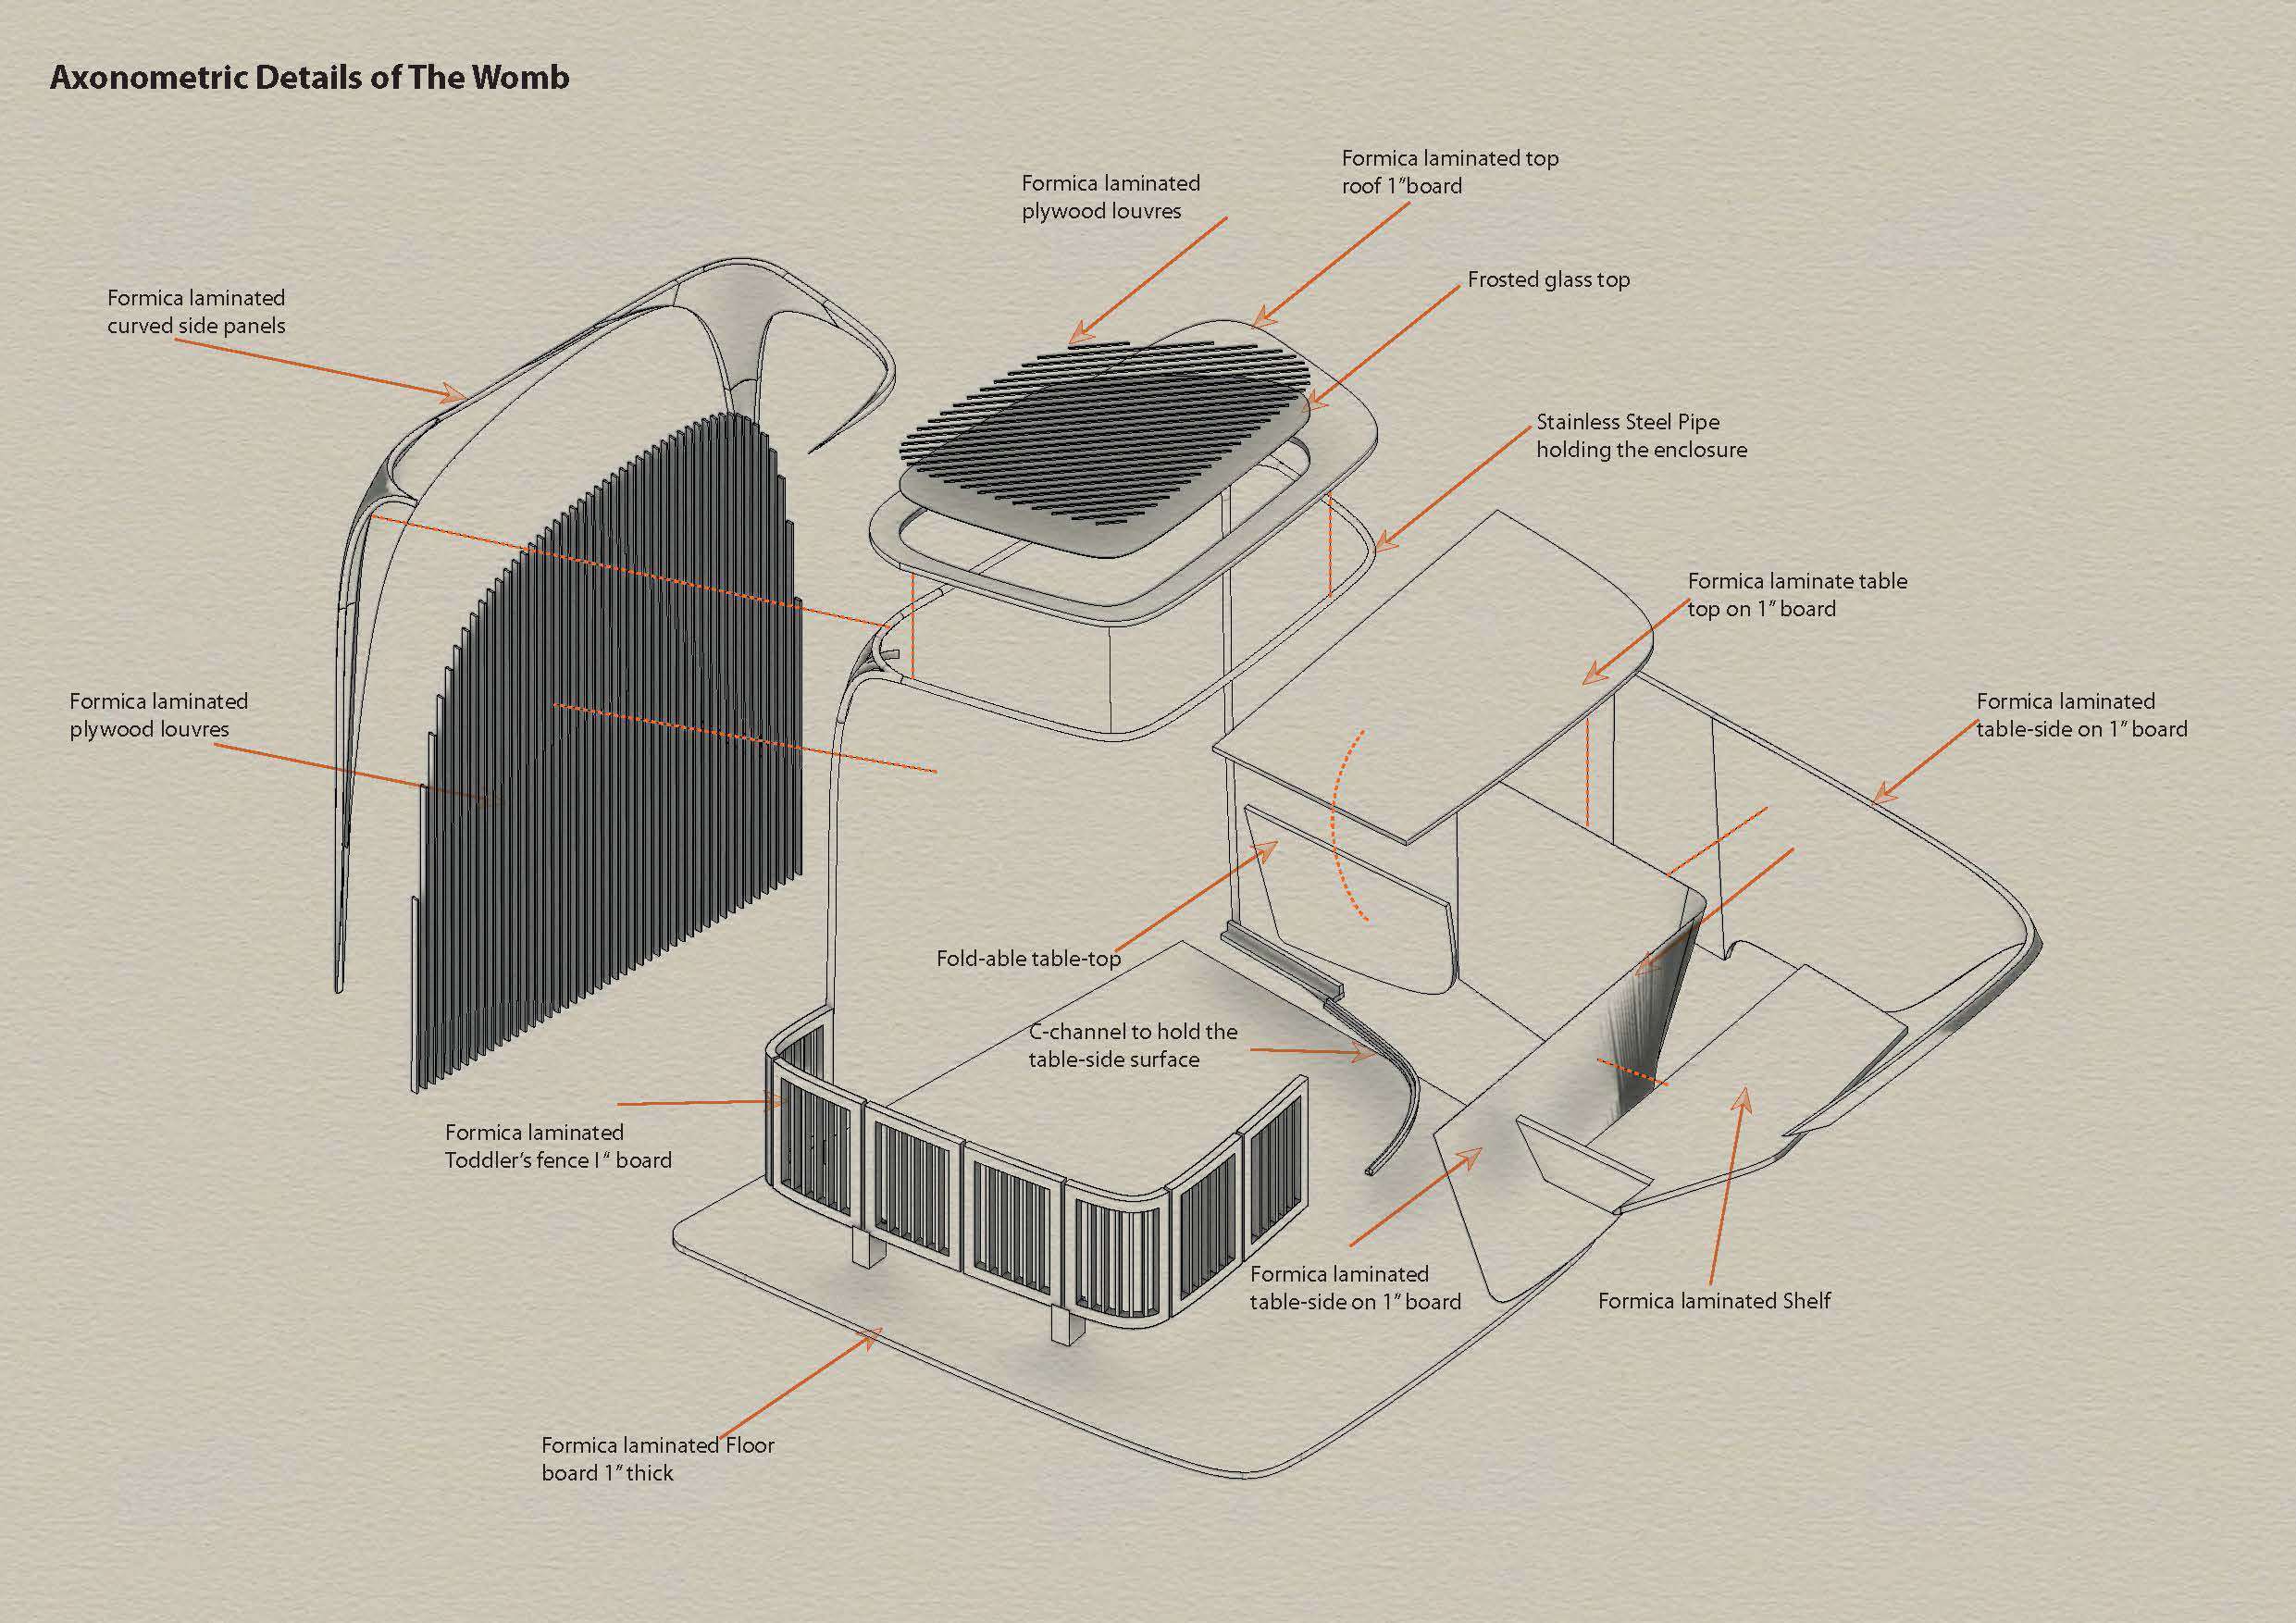 Axonometric Details of The Womb
Formica laminated top
roof 1”board
Formica laminated
plywood louvres
Frosted glass top
Formica laminated
curved side panels
Stainless Steel Pipe
holding the enclosure
Formica laminate table
top on 1” board
Formica laminated
plywood louvres
Formica laminated
table-side on 1” board
Fold-able table-top
C-channel to hold the
table-side surface
Formica laminated
Toddler’s fence I“ board
Formica laminated
table-side on 1” board
Formica laminated Shelf
Formica laminated Floor
board 1” thick